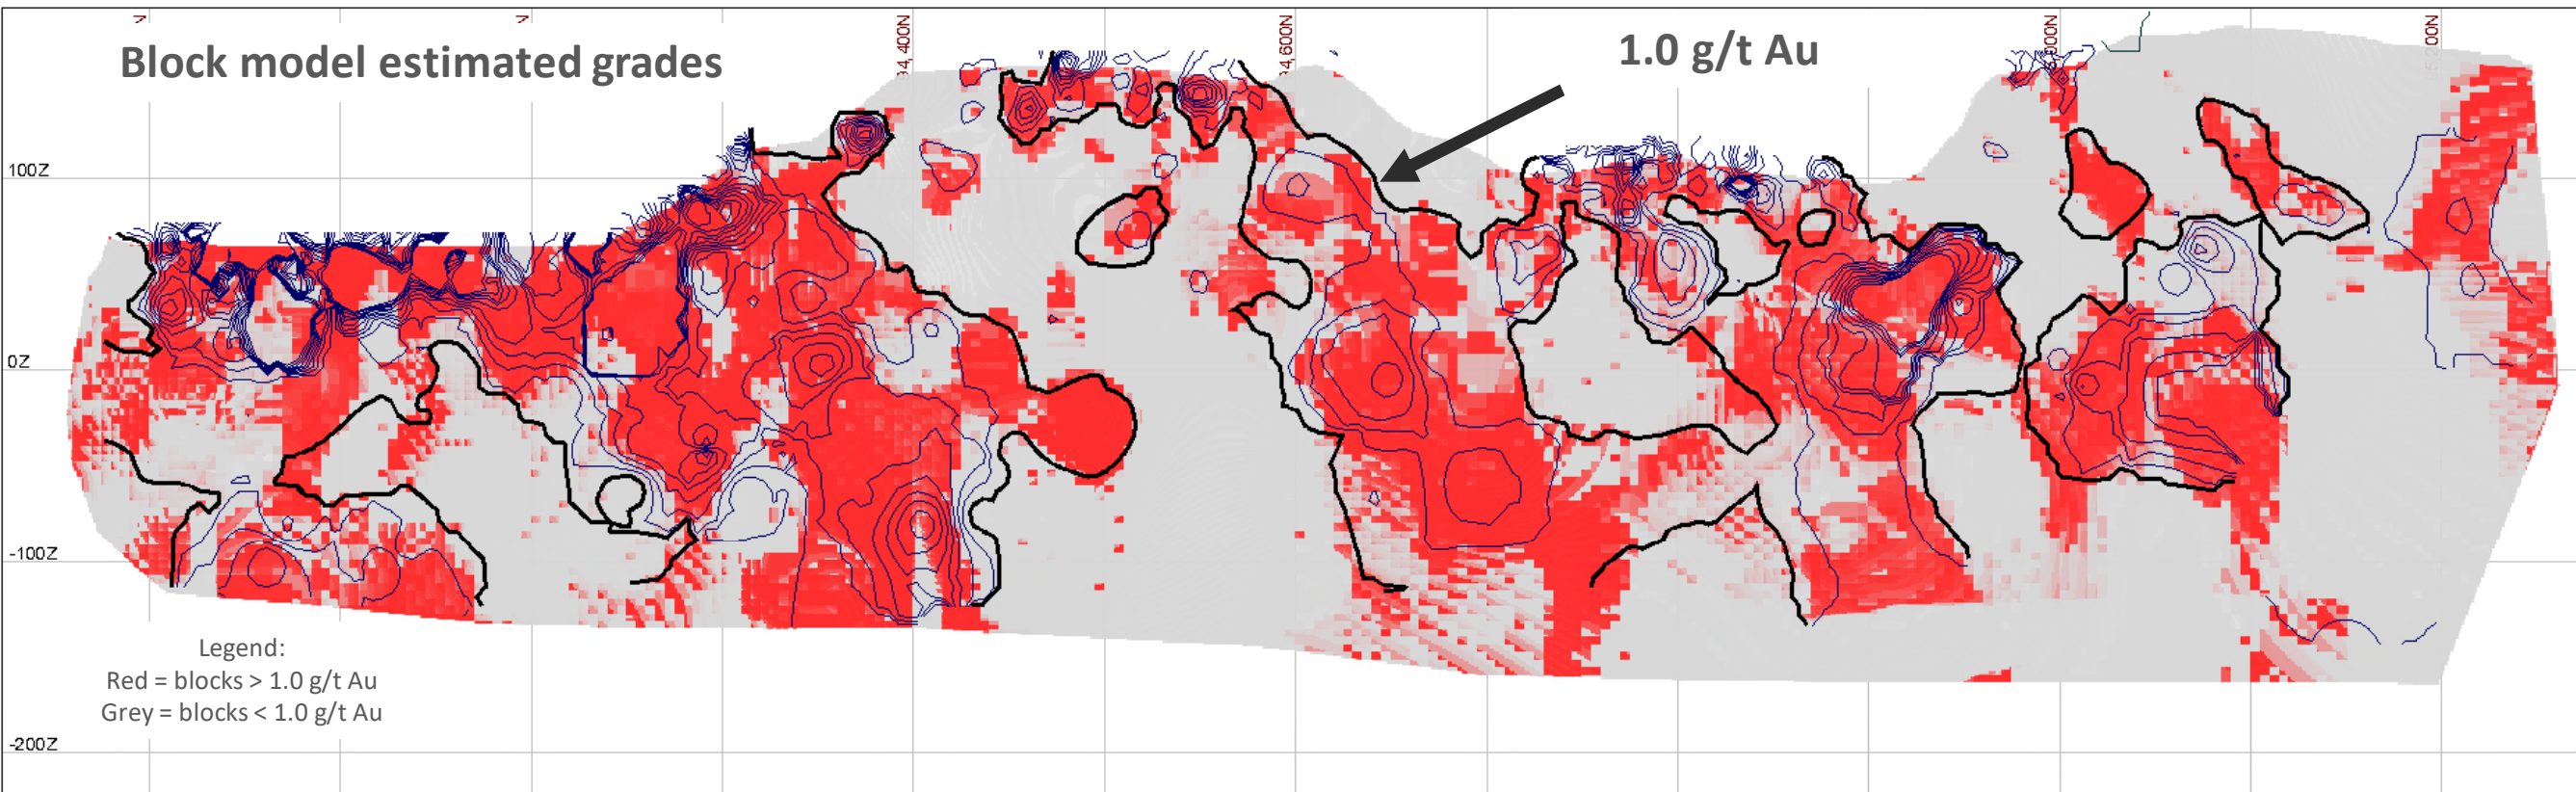 Block model estimated grades
1.0 g/t Au
100Z
0Z
-100Z
-200Z
Legend:
Red = blocks > 1.0 g/t Au
Grey = blocks < 1.0 g/t Au